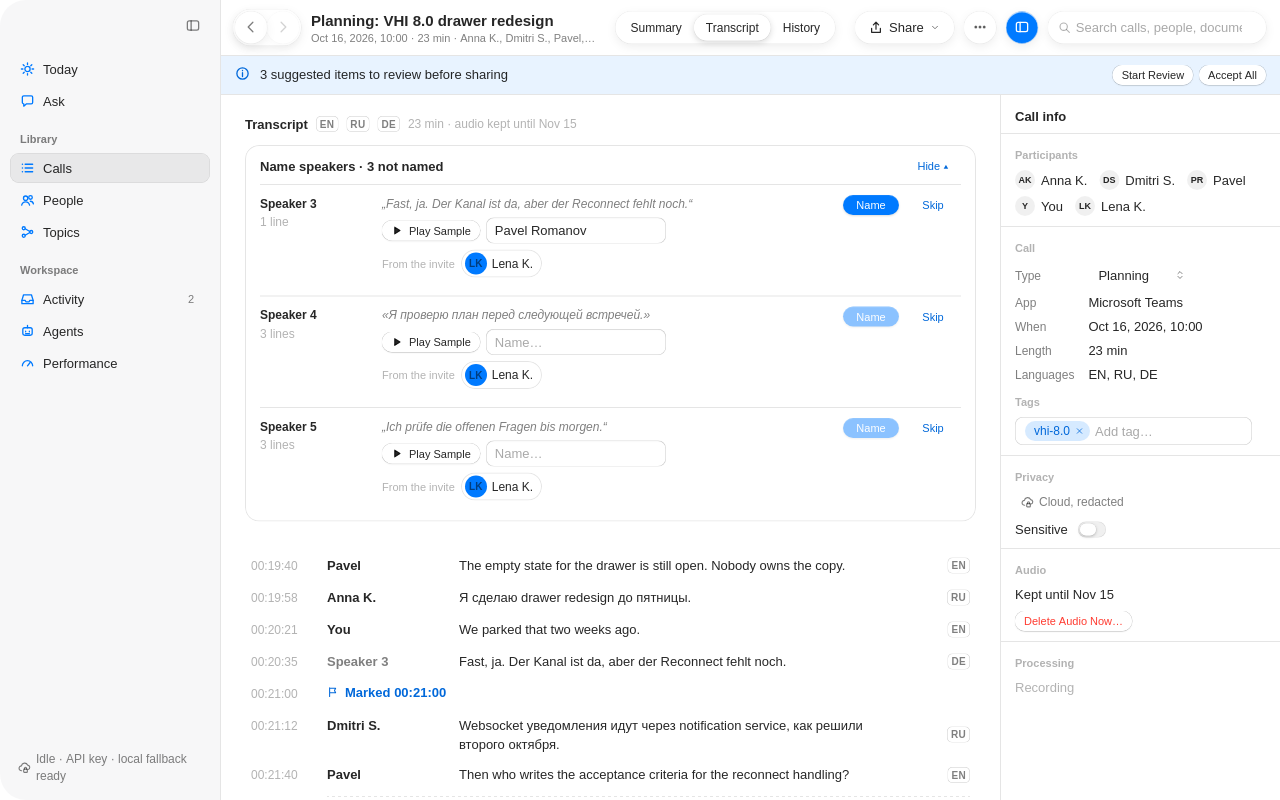 Planning: VHI 8.0 drawer redesign
Oct 16, 2026, 10:00 · 23 min · Anna K., Dmitri S., Pavel,…
Summary
Transcript
History
Share
Search calls, people, docume
Today
Ask
Library
Calls
People
Topics
Workspace
Activity 2
Agents
Performance
Idle · API key · local fallback
ready
3 suggested items to review before sharing
Start Review
Accept All
Transcript EN RU DE 23 min · audio kept until Nov 15
Name speakers · 3 not named
Hide
Speaker 3
1 line
„Fast, ja. Der Kanal ist da, aber der Reconnect fehlt noch.“
Play Sample
Pavel Romanov
From the invite LK Lena K.
Name
Skip
Speaker 4
3 lines
«Я проверю план перед следующей встречей.»
Play Sample
Name…
From the invite LK Lena K.
Name
Skip
Speaker 5
3 lines
„Ich prüfe die offenen Fragen bis morgen.“
Play Sample
Name…
From the invite LK Lena K.
Name
Skip
00:19:40 Pavel The empty state for the drawer is still open. Nobody owns the copy. EN
00:19:58 Anna K. Я сделаю drawer redesign до пятницы. RU
00:20:21 You We parked that two weeks ago. EN
00:20:35 Speaker 3 Fast, ja. Der Kanal ist da, aber der Reconnect fehlt noch. DE
00:21:00 Marked 00:21:00
00:21:12 Dmitri S. Websocket уведомления идут через notification service, как решили
второго октября. RU
00:21:40 Pavel Then who writes the acceptance criteria for the reconnect handling? EN
Call info
Participants
AK Anna K. DS Dmitri S. PR Pavel
Y You LK Lena K.
Call
Type Planning
App Microsoft Teams
When Oct 16, 2026, 10:00
Length 23 min
Languages EN, RU, DE
Tags
vhi-8.0 × Add tag…
Privacy
Cloud, redacted
Sensitive
Audio
Kept until Nov 15
Delete Audio Now…
Processing
Recording